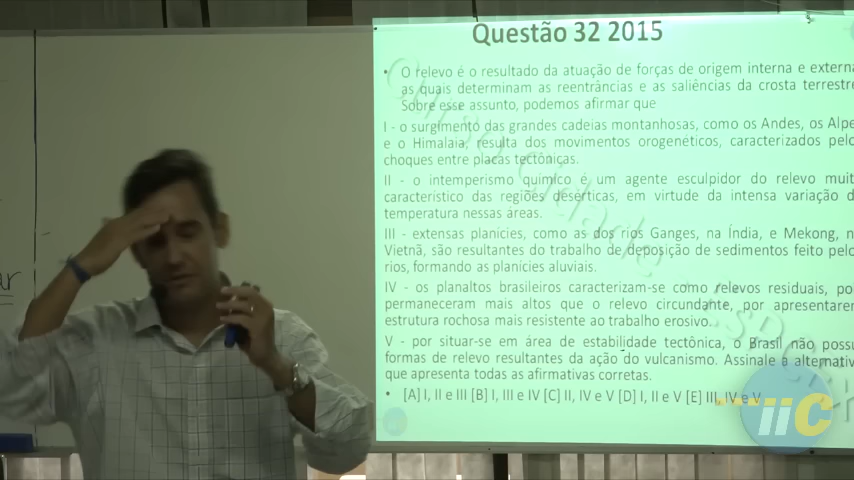 Questão 32 2015
• O relevo é o resultado da atuação de forças de origem interna e externa
as quais determinam as reentrâncias e as saliências da crosta terrestre
Sobre esse assunto, podemos afirmar que
I - o surgimento das grandes cadeias montanhosas, como os Andes, os Alpe
e o Himalaia, resulta dos movimentos orogenéticos, caracterizados pelo
choques entre placas tectônicas.
II - o intemperismo químico é um agente esculpidor do relevo muit
característico das regiões desérticas, em virtude da intensa variação d
temperatura nessas áreas.
III - extensas planícies, como as dos rios Ganges, na Índia, e Mekong, n
Vietnã, são resultantes do trabalho de deposição de sedimentos feito pelo
rios, formando as planícies aluviais.
IV - os planaltos brasileiros caracterizam-se como relevos residuais, po
permaneceram mais altos que o relevo circundante, por apresentarem
estrutura rochosa mais resistente ao trabalho erosivo.
V - por situar-se em área de estabilidade tectônica, o Brasil não possu
formas de relevo resultantes da ação do vulcanismo. Assinale a alternativ
que apresenta todas as afirmativas corretas.
• [A] I, II e III [B] I, III e IV [C] II, IV e V [D] I, II e V [E] III, IV e V
iiC
ar